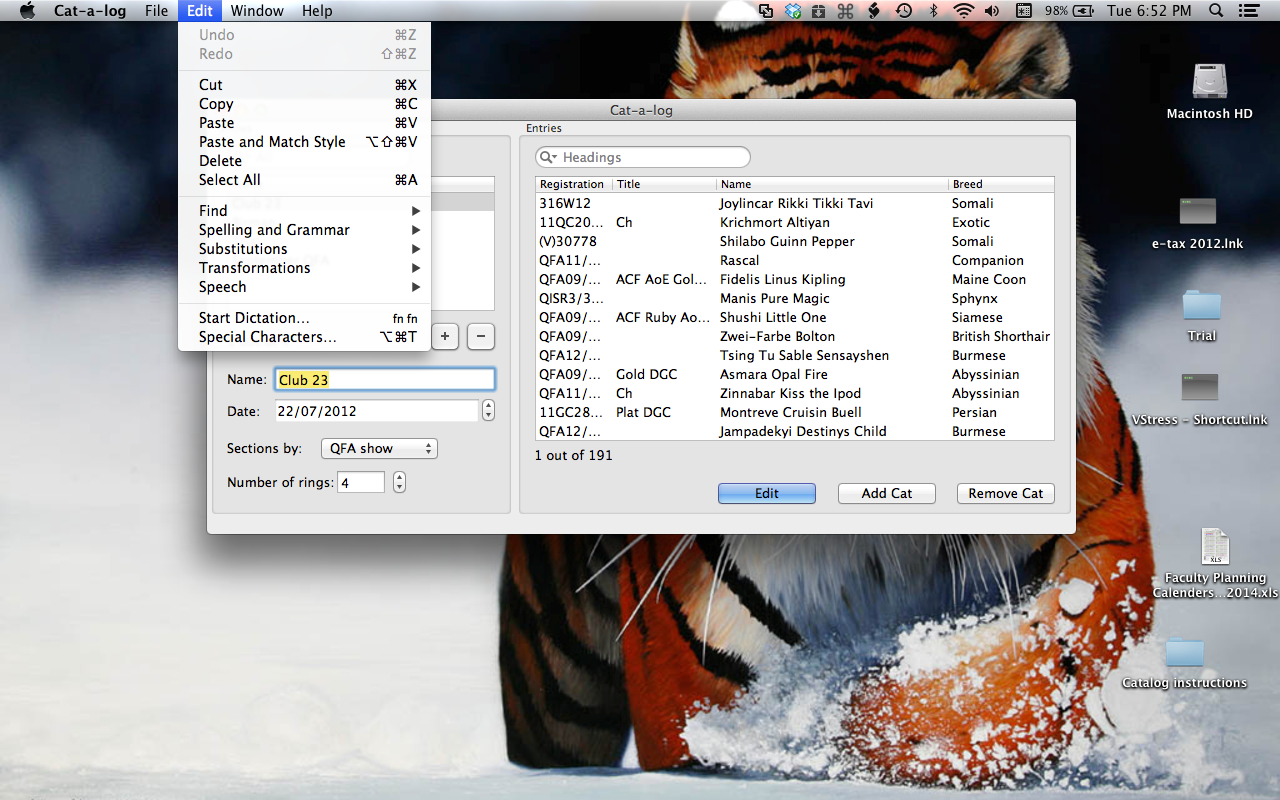 Cat-a-log File Edit Window Help 98% Tue 6:52 PM
Undo ⌘Z
Redo ⇧⌘Z
Cut ⌘X
Copy ⌘C
Paste ⌘V
Paste and Match Style ⌥⇧⌘V
Delete
Select All ⌘A
Find
Spelling and Grammar
Substitutions
Transformations
Speech
Start Dictation... fn fn
Special Characters... ⌥⌘T
Cat-a-log
Name: Club 23
Date: 22/07/2012
Sections by: QFA show
Number of rings: 4
Entries
Headings
Registration Title Name Breed
316W12 Joylincar Rikki Tikki Tavi Somali
11QC20... Ch Krichmort Altiyan Exotic
(V)30778 Shilabo Guinn Pepper Somali
QFA11/... Rascal Companion
QFA09/... ACF AoE Gol... Fidelis Linus Kipling Maine Coon
QISR3/3... Manis Pure Magic Sphynx
QFA09/... ACF Ruby Ao... Shushi Little One Siamese
QFA09/... Zwei-Farbe Bolton British Shorthair
QFA12/... Tsing Tu Sable Sensayshen Burmese
QFA09/... Gold DGC Asmara Opal Fire Abyssinian
QFA11/... Ch Zinnabar Kiss the Ipod Abyssinian
11GC28... Plat DGC Montreve Cruisin Buell Persian
QFA12/... Jampadekyi Destinys Child Burmese
1 out of 191
Edit Add Cat Remove Cat
Macintosh HD
e-tax 2012.lnk
Trial
VStress - Shortcut.lnk
XLS
Faculty Planning
Calenders...2014.xls
Catalog instructions